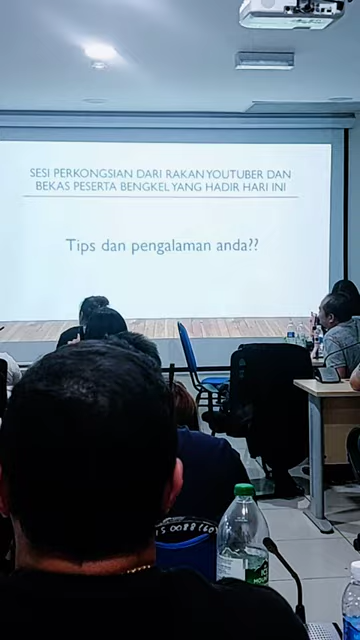 SESI PERKONGSIAN DARI RAKAN YOUTUBER DAN
BEKAS PESERTA BENGKEL YANG HADIR HARI INI
Tips dan pengalaman anda??